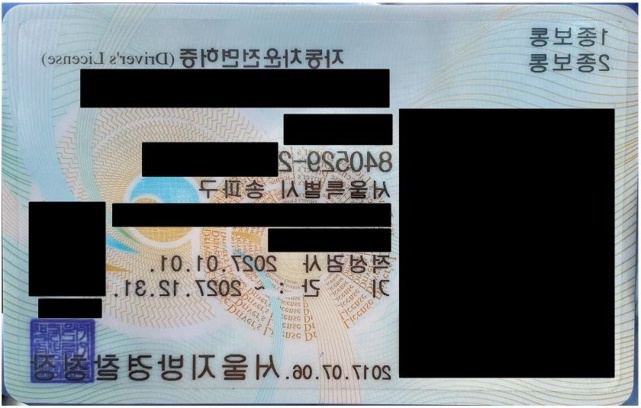 1종보통
2종보통
자동차운전면허증 (Driver's License)
840529-2
서울특별시 송파구
적성검사 2027.01.01.
기 간 : ~ 2027.12.31.
2017.07.06. 서울지방경찰청장